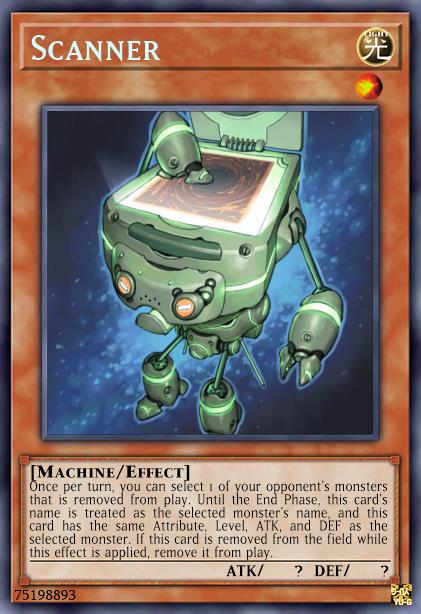 Scanner
LIGHT
光
[Machine/Effect]
Once per turn, you can select 1 of your opponent's monsters
that is removed from play. Until the End Phase, this card's
name is treated as the selected monster's name, and this
card has the same Attribute, Level, ATK, and DEF as the
selected monster. If this card is removed from the field while
this effect is applied, remove it from play.
ATK/ ? DEF/ ?
75198893